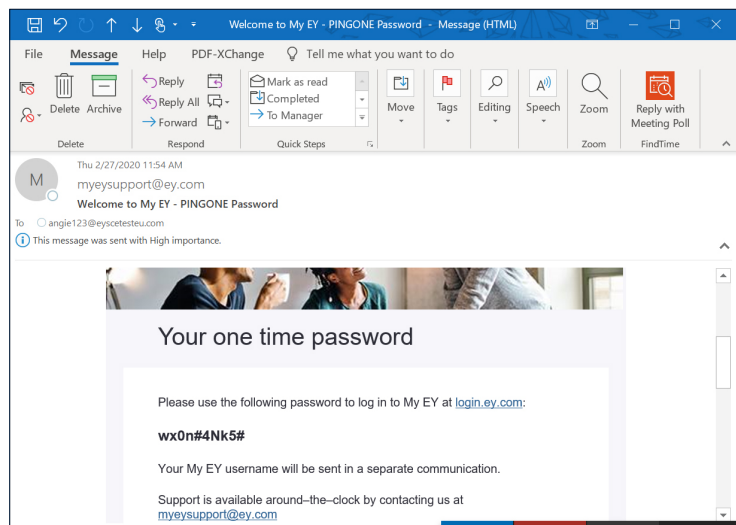 Welcome to My EY - PINGONE Password - Message (HTML)
File Message Help PDF-XChange Tell me what you want to do
Delete Archive
Delete
Reply
Reply All
Forward
Respond
Mark as read
Completed
To Manager
Quick Steps
Move
Tags
Editing
Speech
Zoom
Zoom
Reply with
Meeting Poll
FindTime
Thu 2/27/2020 11:54 AM
M
myeysupport@ey.com
Welcome to My EY - PINGONE Password
To angie123@eyscetesteu.com
This message was sent with High importance.
Your one time password
Please use the following password to log in to My EY at login.ey.com:
wx0n#4Nk5#
Your My EY username will be sent in a separate communication.
Support is available around–the–clock by contacting us at
myeysupport@ey.com